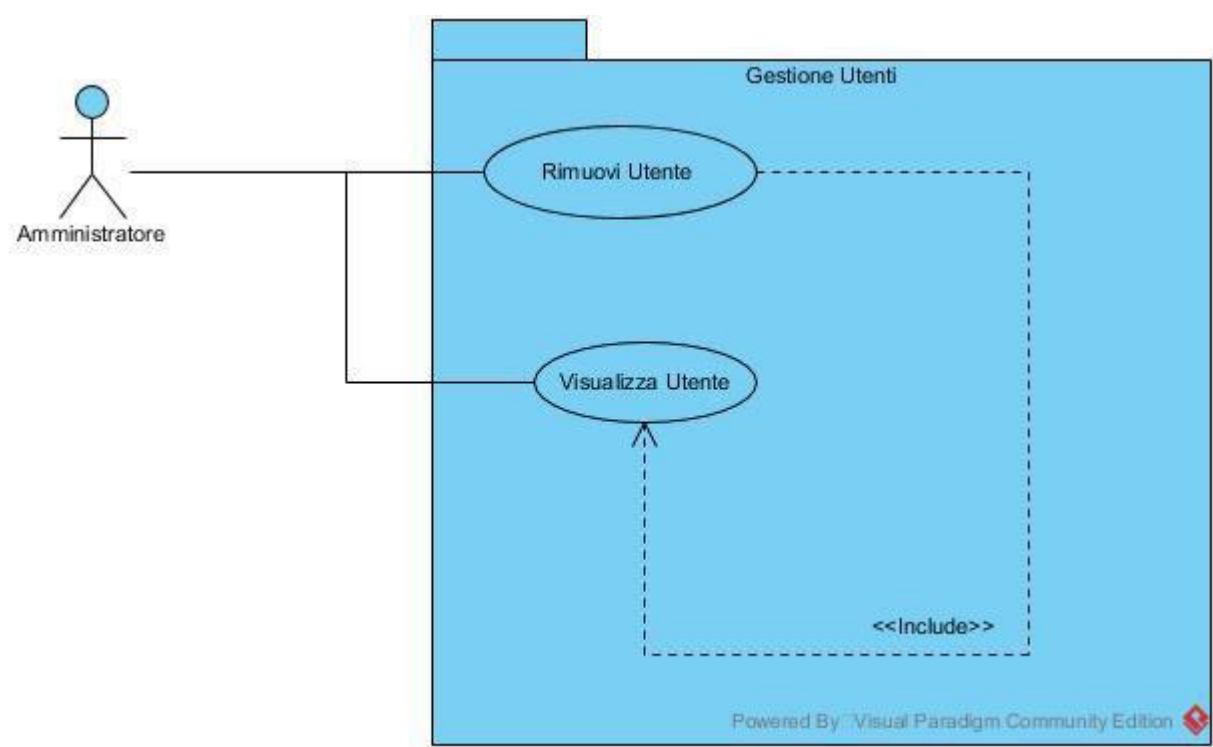 Gestione Utenti
Rimuovi Utente
Amministratore
Visualizza Utente
<<Include>>
Powered By Visual Paradigm Community Edition